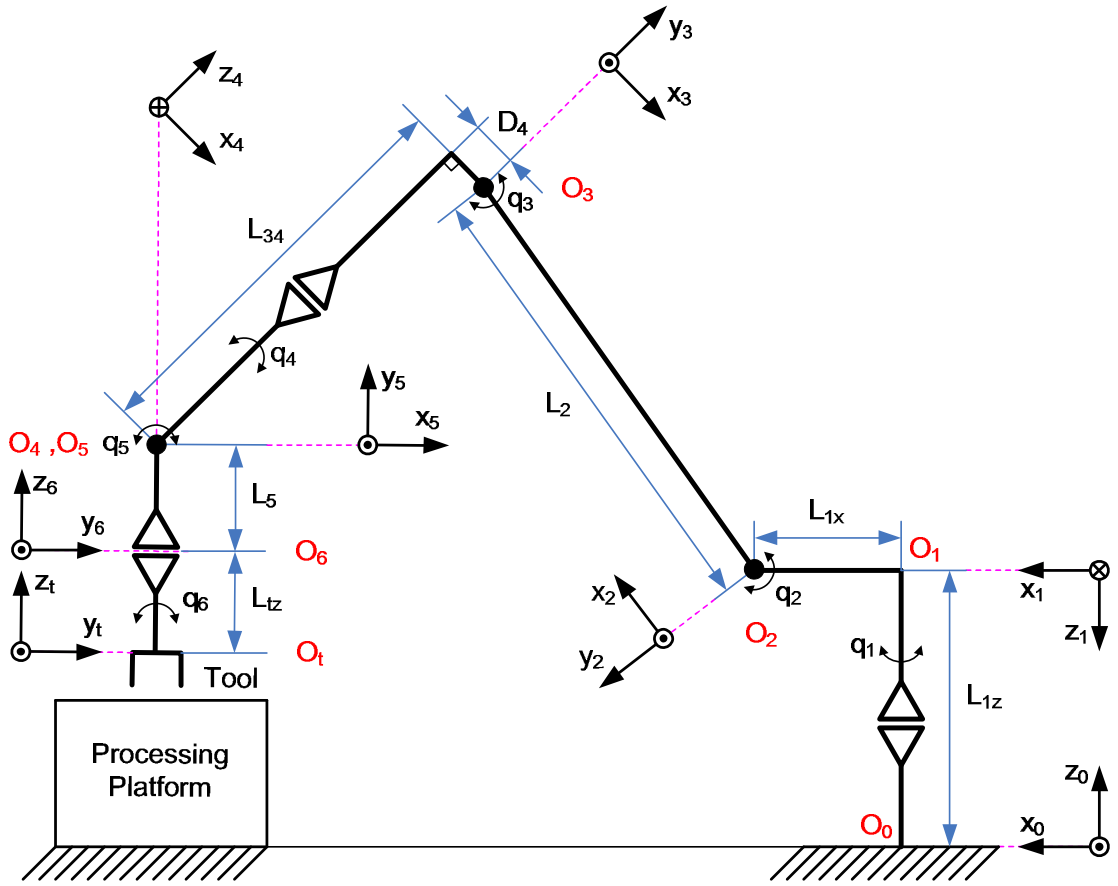 y3
z4
x3
D4
x4
O3
q3
L34
q4
L2
y5
x5
q5
O4 ,O5
z6
L5
L1x
y6
O6
O1
zt
q6
Ltz
x2
q2
x1
z1
yt
Ot
O2
y2
q1
Tool
L1z
Processing
Platform
z0
O0
x0